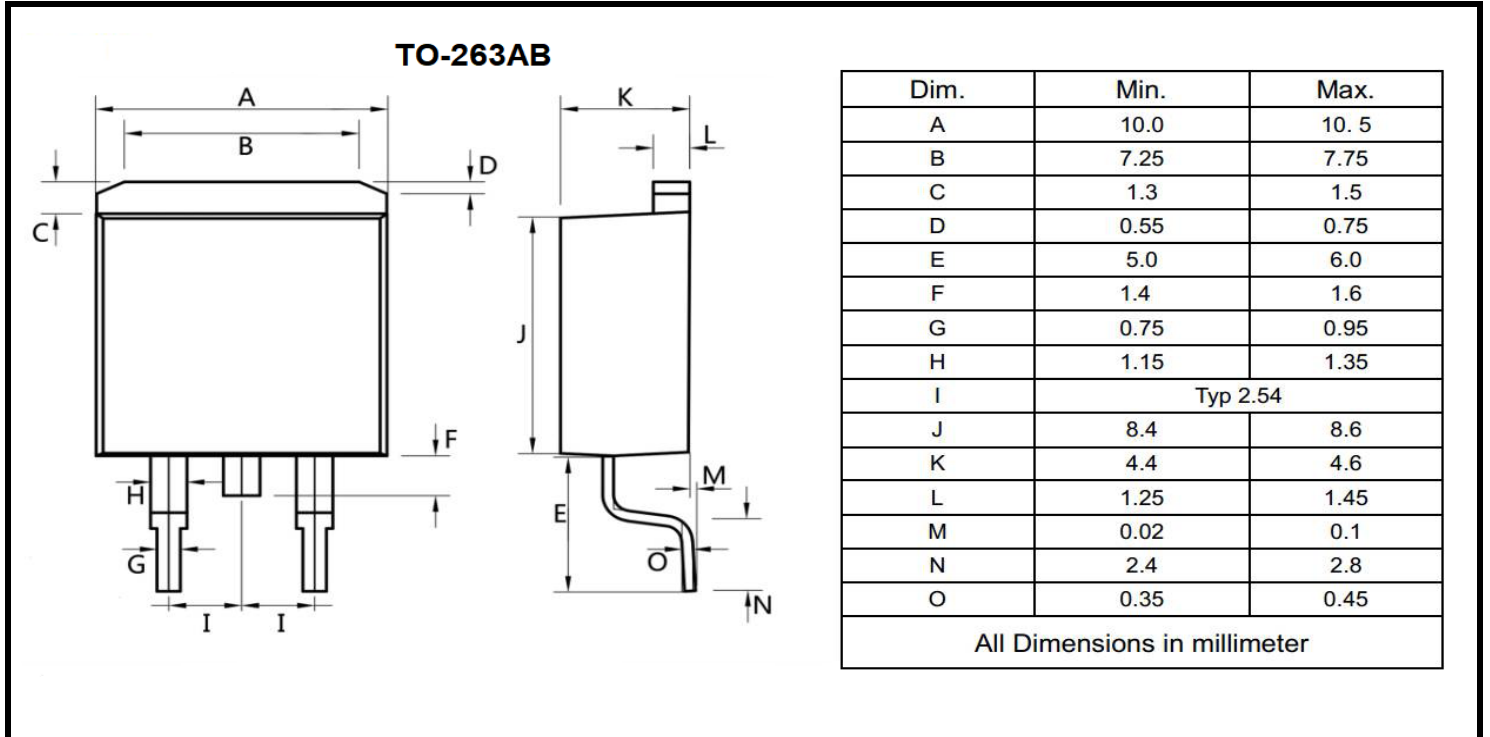 TO-263AB
A
B
C
D
E
F
G
H
I I
J
K
L
M
N
O
Dim. Min. Max.
A 10.0 10. 5
B 7.25 7.75
C 1.3 1.5
D 0.55 0.75
E 5.0 6.0
F 1.4 1.6
G 0.75 0.95
H 1.15 1.35
I Typ 2.54
J 8.4 8.6
K 4.4 4.6
L 1.25 1.45
M 0.02 0.1
N 2.4 2.8
O 0.35 0.45
All Dimensions in millimeter